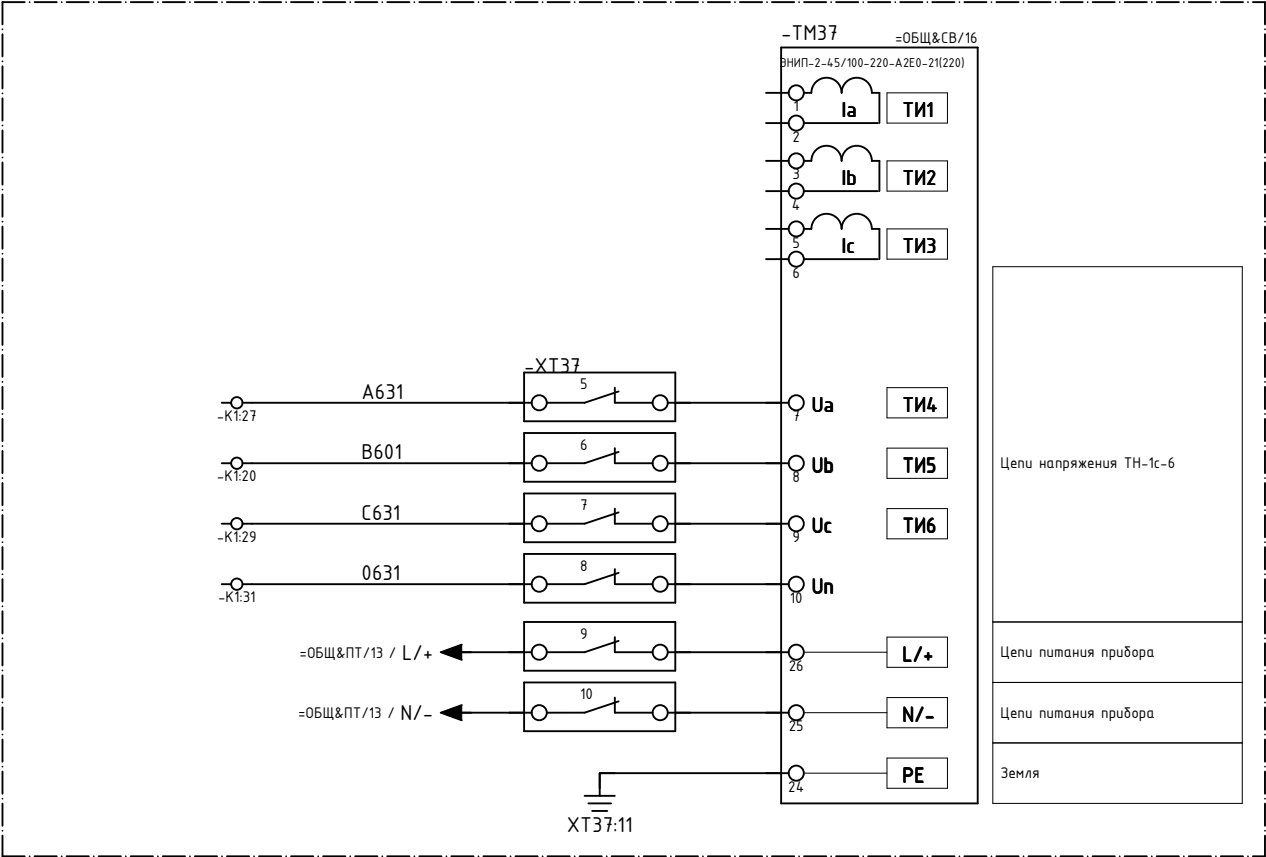 -ТМ37
=ОБЩ&СВ/16
ЭНИП-2-45/100-220-А2Е0-21(220)
1
Ia
ТИ1
2
3
Ib
ТИ2
4
5
Ic
ТИ3
6
-XT37
5
A631
-K1:27
7
Ua
ТИ4
6
B601
-K1:20
8
Ub
ТИ5
Цепи напряжения ТН-1с-6
7
C631
-K1:29
9
Uc
ТИ6
8
0631
-K1:31
10
Un
9
=ОБЩ&ПТ/13 / L/+
26
L/+
Цепи питания прибора
10
=ОБЩ&ПТ/13 / N/-
25
N/-
Цепи питания прибора
24
PE
Земля
XT37:11